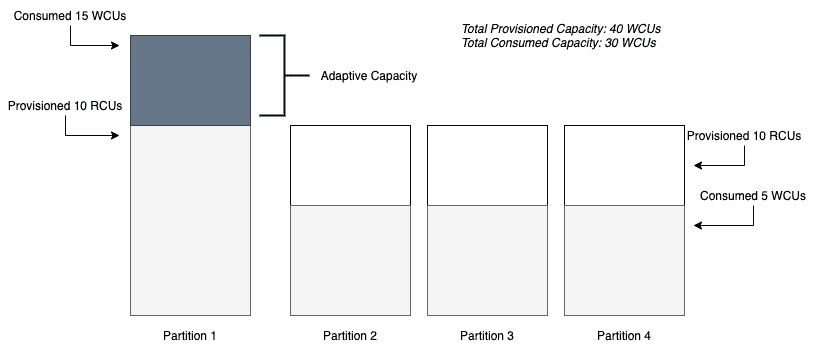 Consumed 15 WCUs
Total Provisioned Capacity: 40 WCUs
Total Consumed Capacity: 30 WCUs
Adaptive Capacity
Provisioned 10 RCUs
Provisioned 10 RCUs
Consumed 5 WCUs
Partition 1
Partition 2
Partition 3
Partition 4